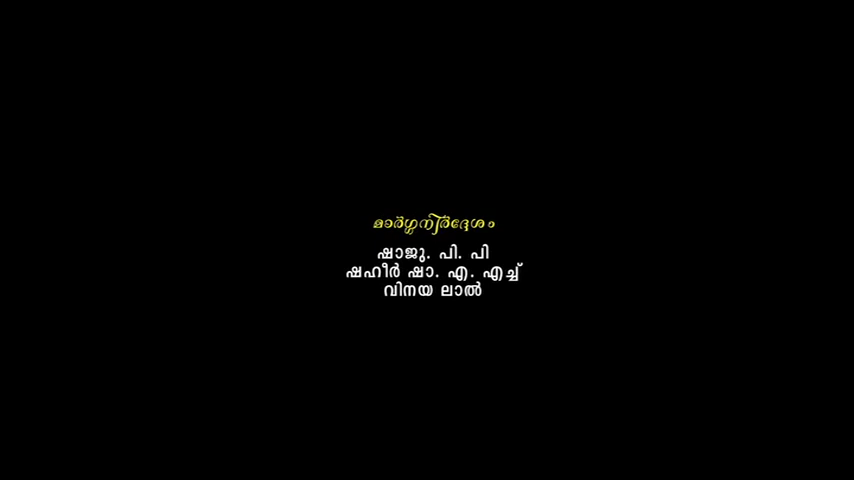 മാർഗ്ഗനിർദ്ദേശം
ഷാജു. പി. പി
ഷഹീർ ഷാ. എ. എച്ച്
വിനയ ലാൽ